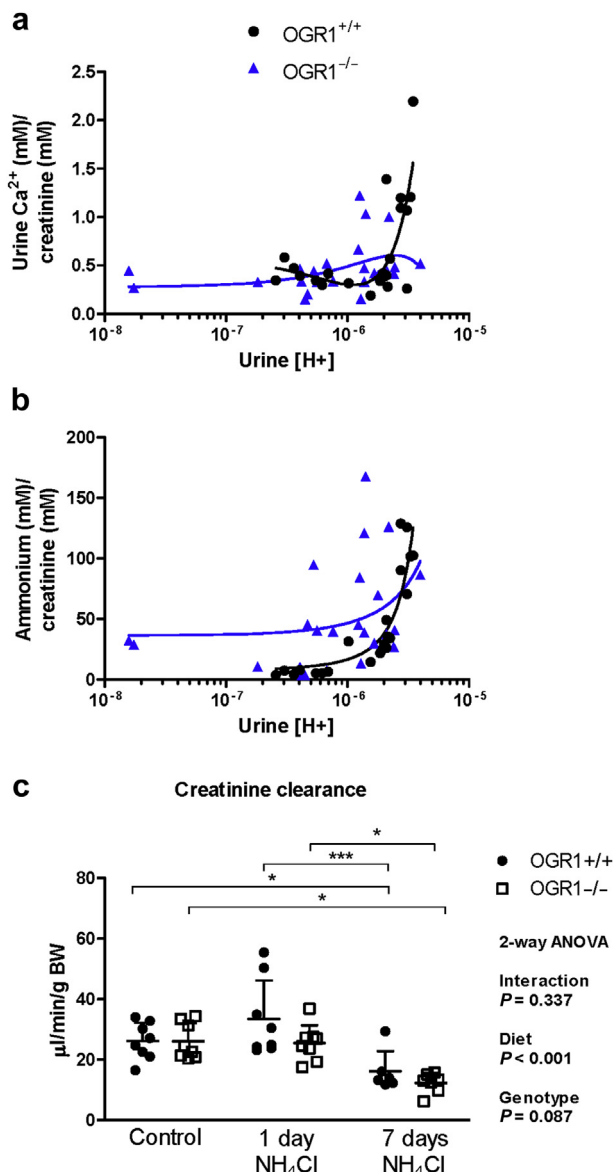 a
OGR1+/+
OGR1−/−
Urine Ca2+ (mM)/
creatinine (mM)
2.5
2.0
1.5
1.0
0.5
0.0
10-8
10-7
10-6
10-5
Urine [H+]
b
Ammonium (mM)/
creatinine (mM)
200
150
100
50
0
10-8
10-7
10-6
10-5
Urine [H+]
c
Creatinine clearance
*
***
*
*
OGR1+/+
OGR1−/−
µl/min/g BW
80
60
40
20
0
Control
1 day
NH4Cl
7 days
NH4Cl
2-way ANOVA
Interaction
P = 0.337
Diet
P < 0.001
Genotype
P = 0.087